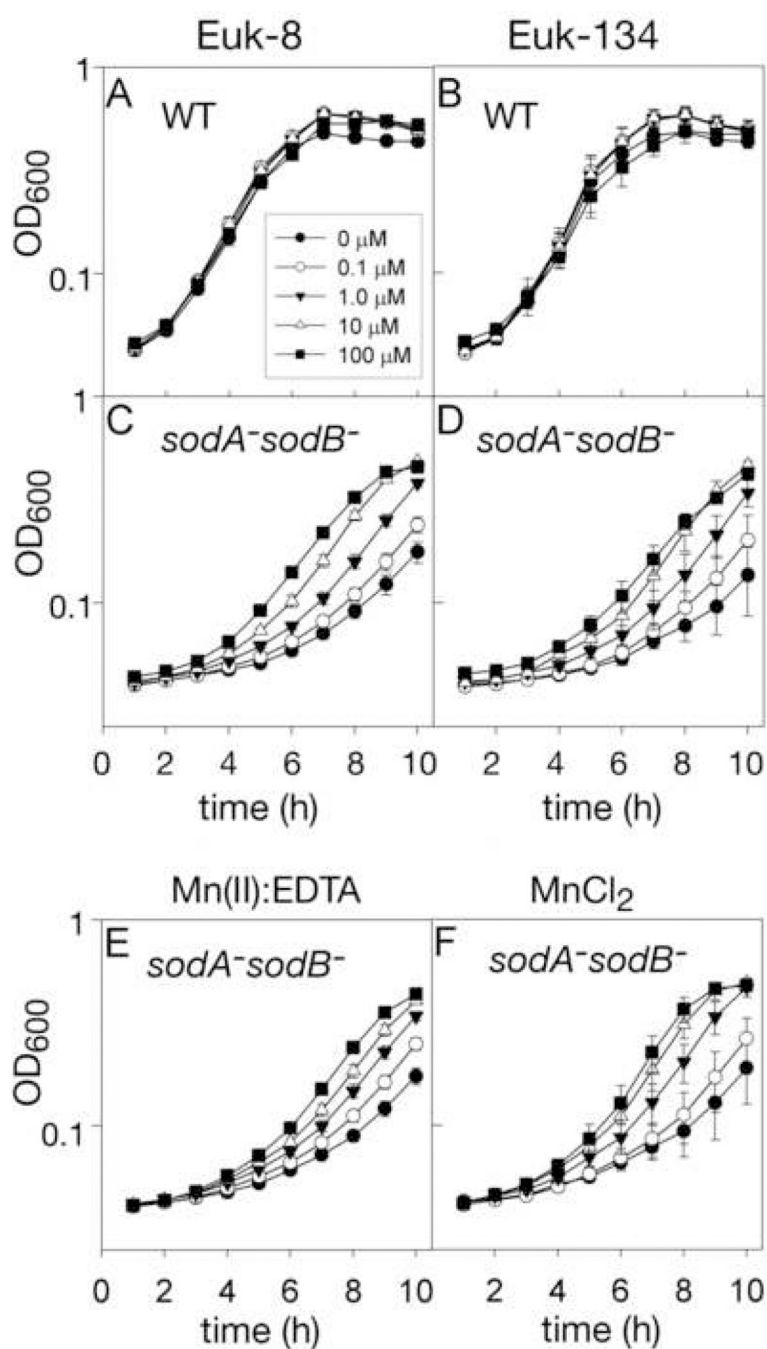 Euk-8 Euk-134
1
A WT B WT
OD600
0 μM
0.1 μM
1.0 μM
10 μM
100 μM
0.1
1
C sodA-sodB- D sodA-sodB-
OD600
0.1
0 2 4 6 8 10 2 4 6 8 10
time (h) time (h)
Mn(II):EDTA MnCl2
1
E sodA-sodB- F sodA-sodB-
OD600
0.1
0 2 4 6 8 10 0 2 4 6 8 10
time (h) time (h)